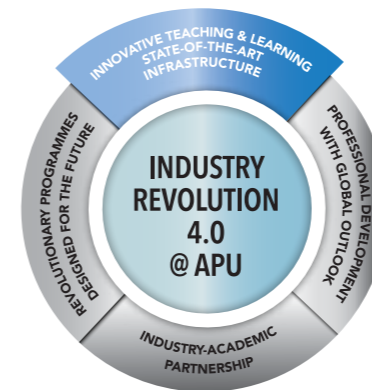 INNOVATIVE TEACHING & LEARNING
STATE-OF-THE-ART
INFRASTRUCTURE
PROFESSIONAL DEVELOPMENT
WITH GLOBAL OUTLOOK
INDUSTRY-ACADEMIC
PARTNERSHIP
REVOLUTIONARY PROGRAMMES
DESIGNED FOR THE FUTURE
INDUSTRY
REVOLUTION
4.0
@ APU